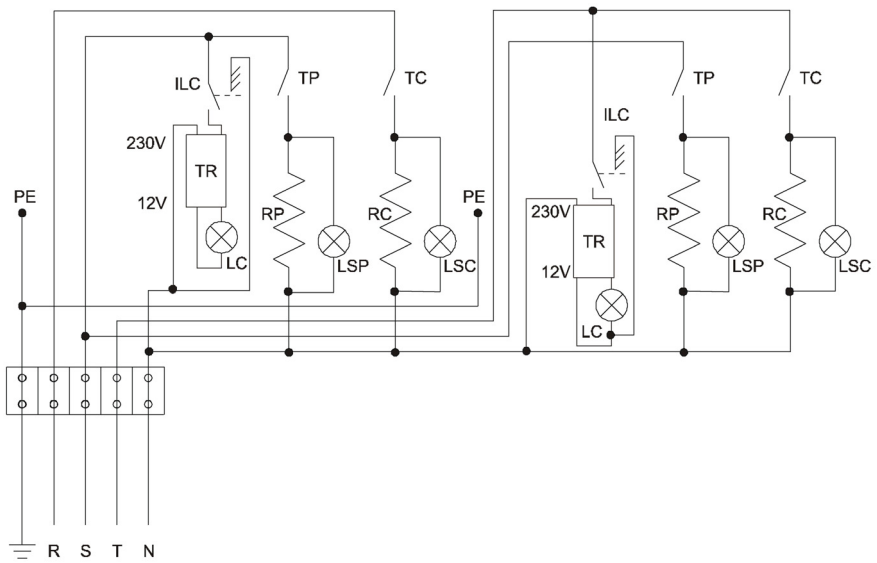 TP TC TP TC
ILC
ILC
230V
TR
PE 12V PE
RP RC 230V RP RC
TR
LC LSP LSC 12V LSP LSC
LC
R S T N